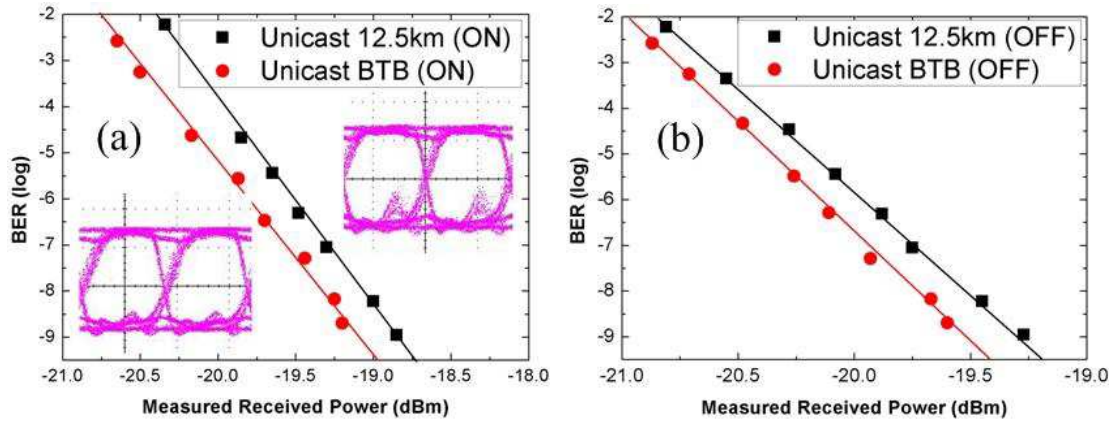 Unicast 12.5km (ON)
Unicast BTB (ON)
(a)
BER (log)
-2
-3
-4
-5
-6
-7
-8
-9
-21.0
-20.5
-20.0
-19.5
-19.0
-18.5
-18.0
Measured Received Power (dBm)
Unicast 12.5km (OFF)
Unicast BTB (OFF)
(b)
BER (log)
-2
-3
-4
-5
-6
-7
-8
-9
-21.0
-20.5
-20.0
-19.5
-19.0
Measured Received Power (dBm)